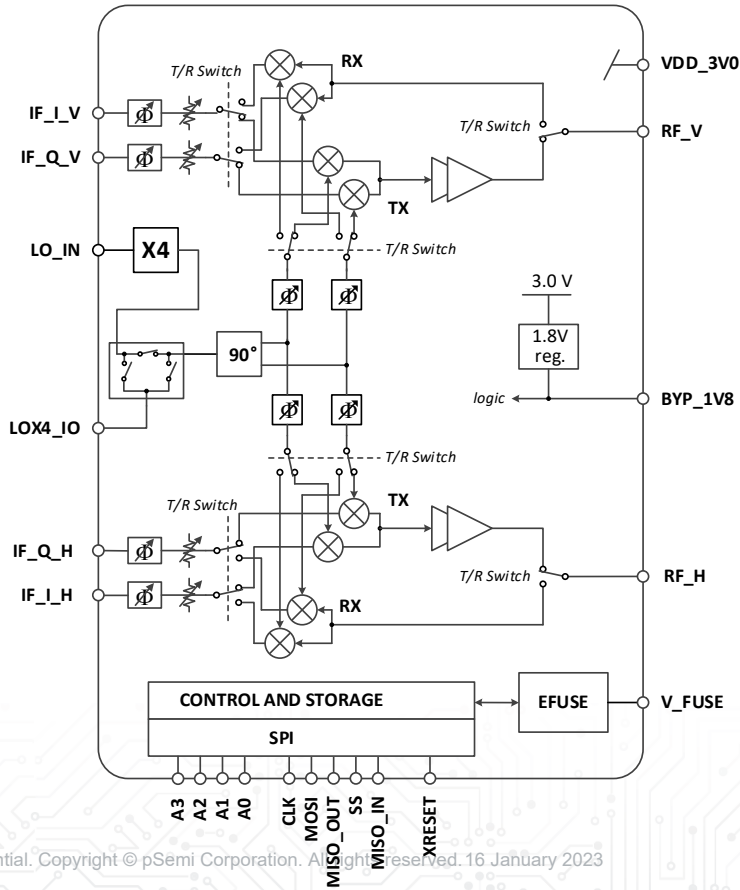 RX
VDD_3V0
T/R Switch
IF_I_V
Φ
T/R Switch
RF_V
IF_Q_V
Φ
TX
LO_IN
X4
T/R Switch
Φ
Φ
3.0 V
1.8V
reg.
90°
logic
BYP_1V8
Φ
Φ
LOX4_IO
T/R Switch
TX
T/R Switch
IF_Q_H
Φ
T/R Switch
RF_H
IF_I_H
Φ
RX
CONTROL AND STORAGE
EFUSE
V_FUSE
SPI
A3
A2
A1
A0
CLK
MOSI
MISO_OUT
SS
MISO_IN
XRESET
ntial. Copyright © pSemi Corporation. All rights reserved. 16 January 2023